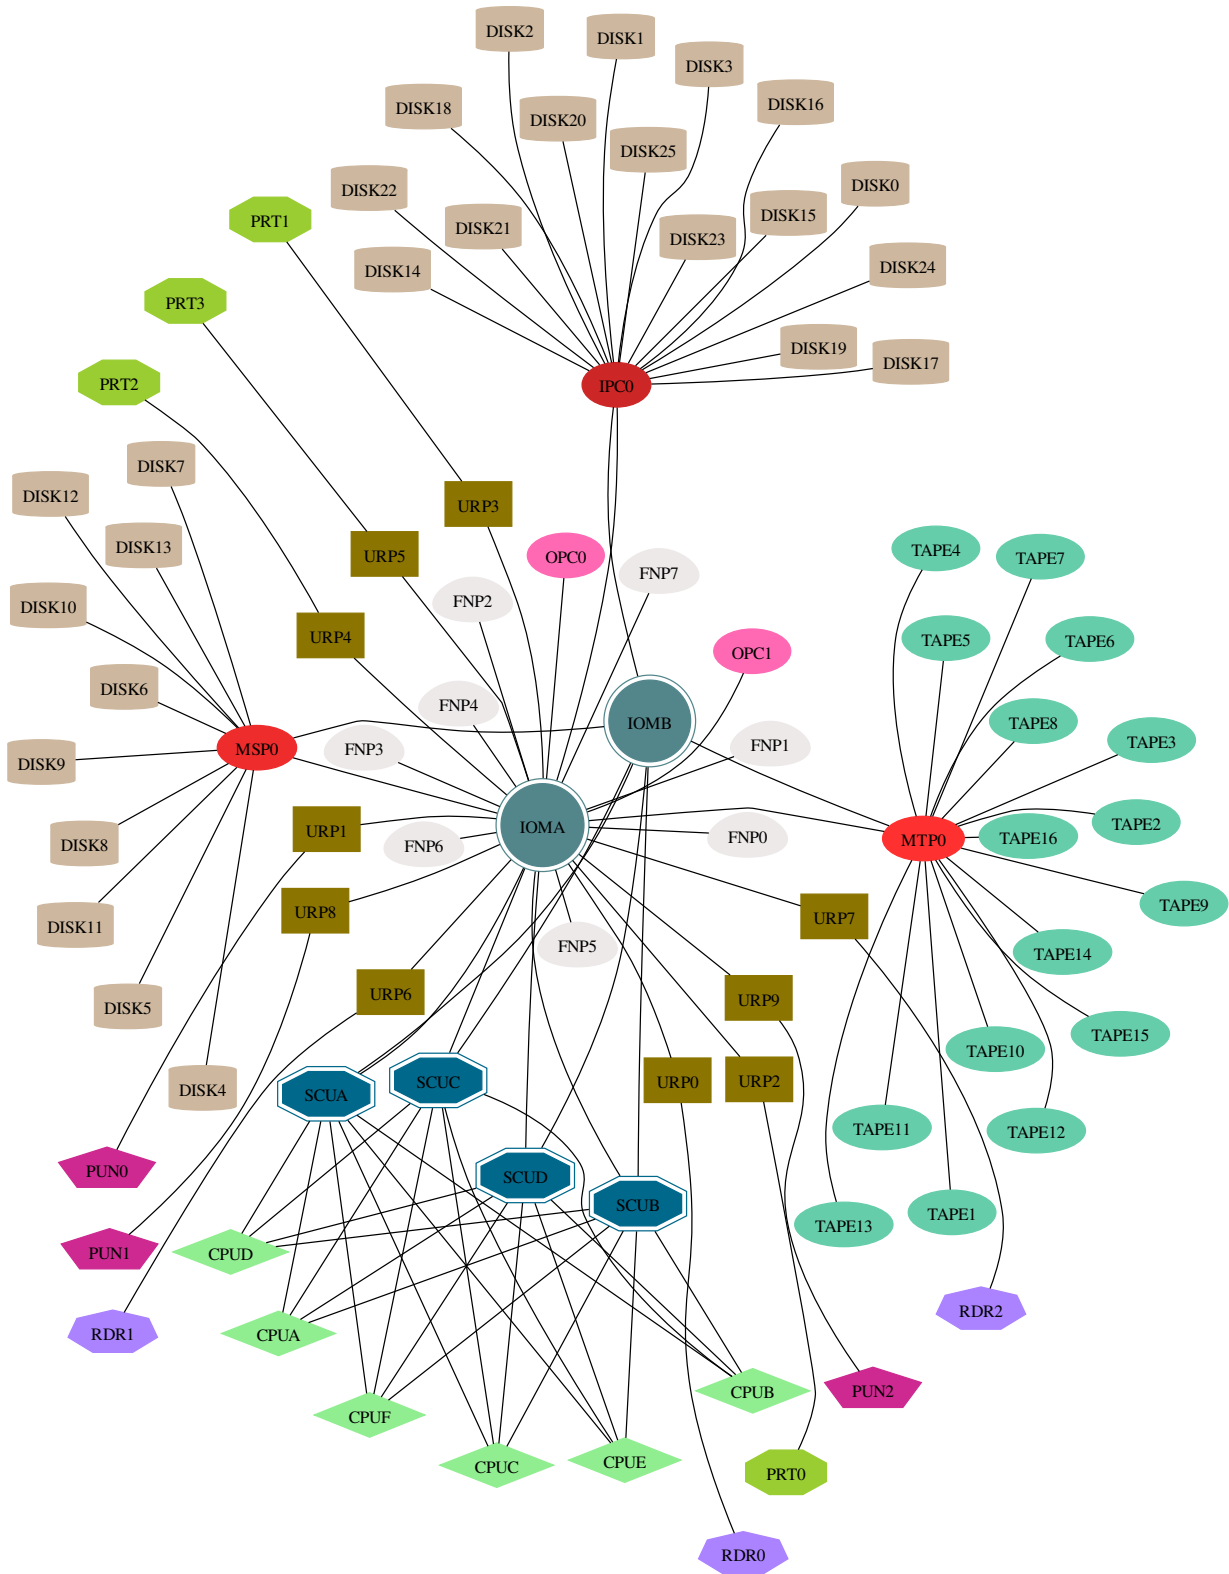 DISK2
DISK1
DISK3
DISK16
DISK18
DISK20
DISK25
DISK22
DISK0
DISK15
PRT1
DISK21
DISK23
DISK14
DISK24
PRT3
DISK19
DISK17
PRT2
IPC0
DISK7
DISK12
URP3
DISK13
TAPE4
URP5
OPC0
TAPE7
FNP7
FNP2
DISK10
URP4
TAPE5
TAPE6
OPC1
DISK6
FNP4
IOMB
TAPE8
TAPE3
MSP0
FNP3
FNP1
DISK9
TAPE2
IOMA
URP1
TAPE16
FNP0
MTP0
DISK8
FNP6
TAPE9
URP8
URP7
DISK11
FNP5
TAPE14
URP6
URP9
DISK5
TAPE15
TAPE10
SCUC
URP0
URP2
DISK4
SCUA
TAPE11
TAPE12
PUN0
SCUD
SCUB
TAPE1
TAPE13
PUN1
CPUD
RDR2
RDR1
CPUA
CPUB
PUN2
CPUF
CPUE
CPUC
PRT0
RDR0